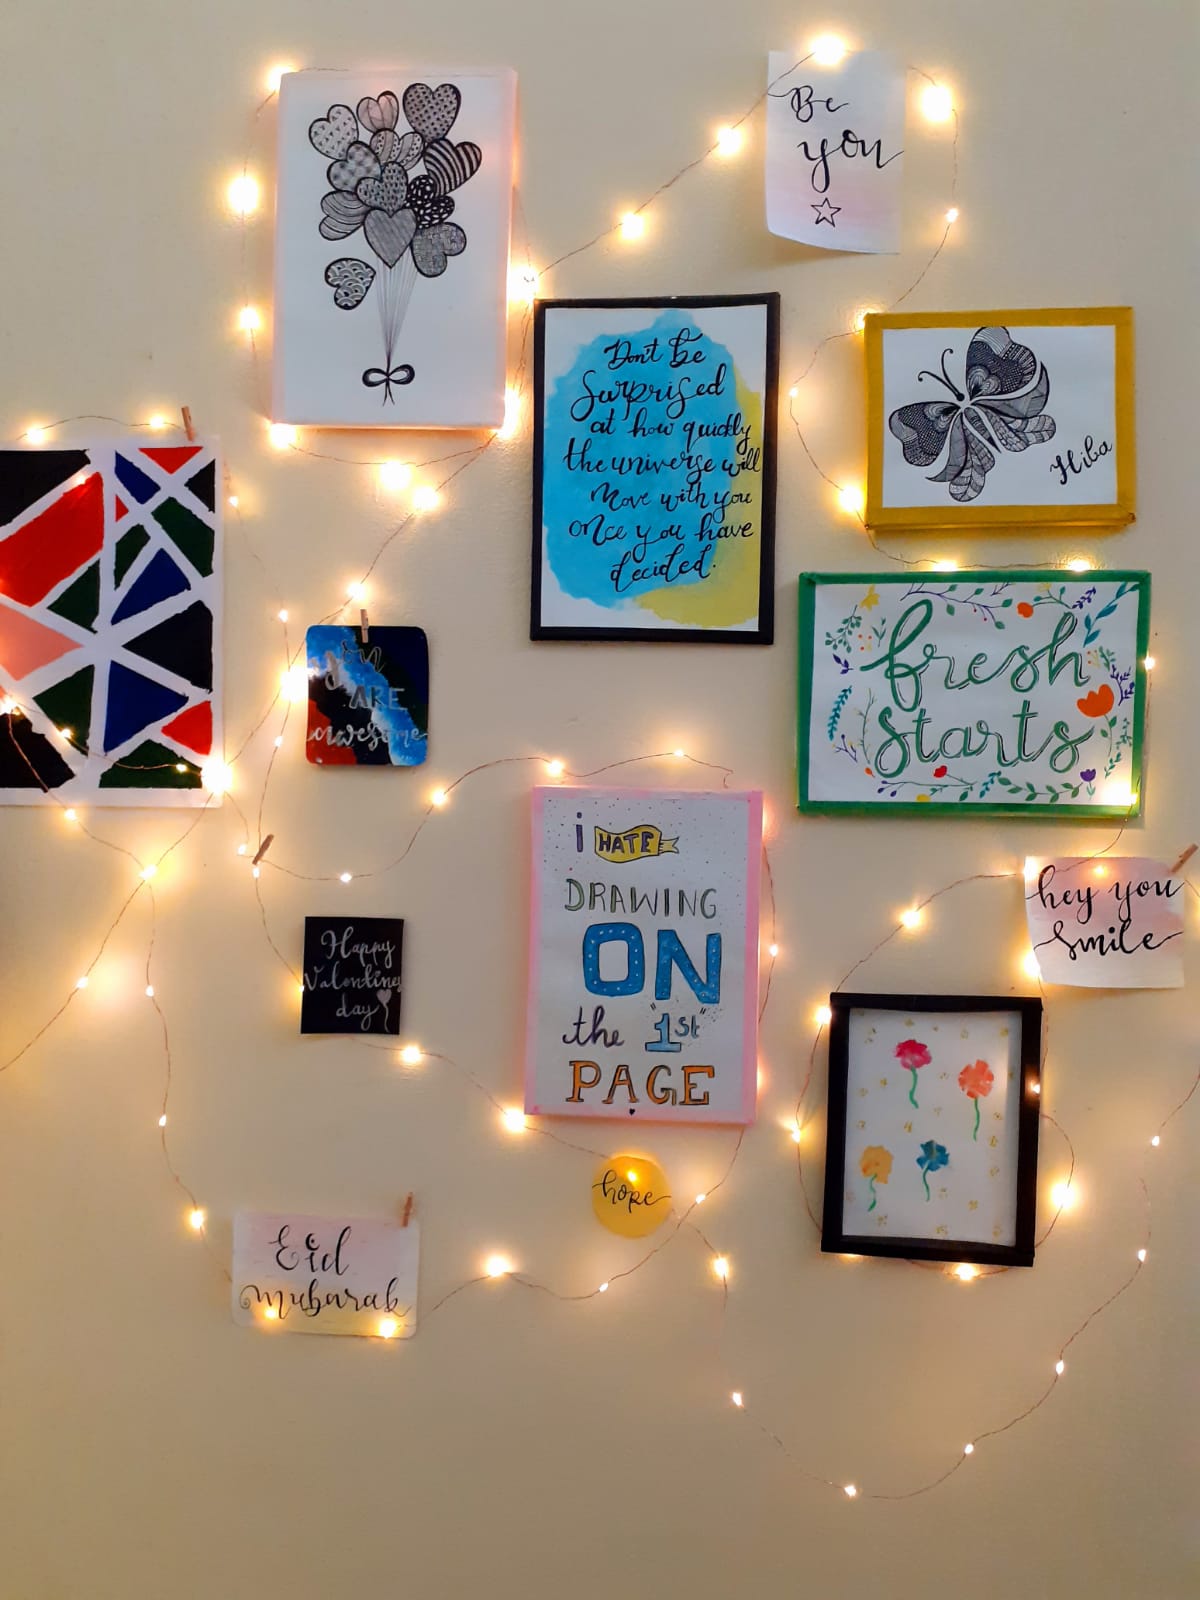 Be
you
Don't be
Surprised
at how quickly
the universe will
Move with you
once you have
decided.
Hiba
fresh
starts
you
ARE
awesome
i HATE
DRAWING
ON
the "1st"
PAGE
hey you
Smile
Happy
Valentines
day
hope
Eid
mubarak